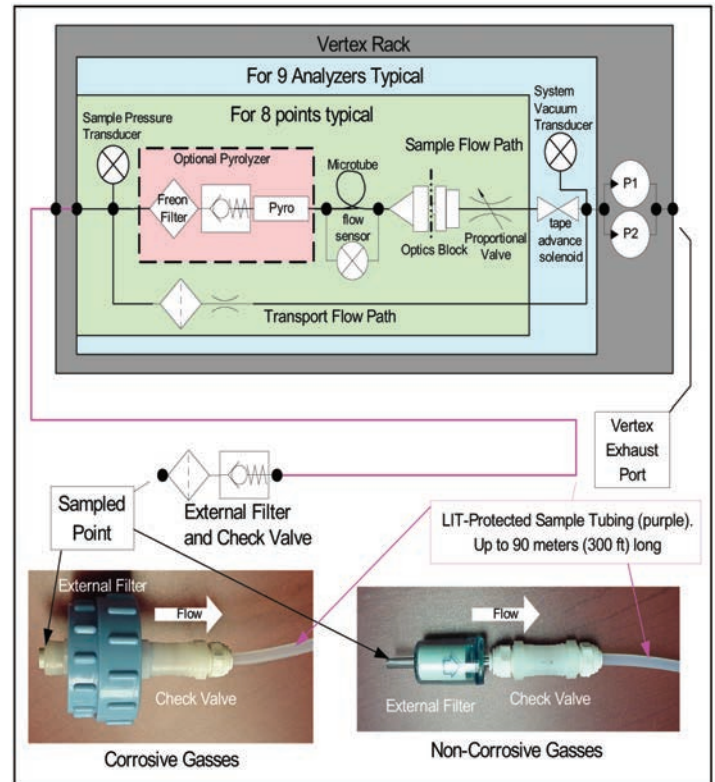 Vertex Rack
For 9 Analyzers Typical
System
Vacuum
Transducer
For 8 points typical
Sample Pressure
Transducer
Optional Pyrolyzer
Microtube
Sample Flow Path
Freon
Filter
Pyro
flow
sensor
Optics Block
Proportional
Valve
tape
advance
solenoid
P1
P2
Transport Flow Path
Vertex
Exhaust
Port
Sampled
Point
External Filter
and Check Valve
LIT-Protected Sample Tubing (purple).
Up to 90 meters (300 ft) long
External Filter
Flow
Check Valve
Corrosive Gasses
Flow
External Filter
Check Valve
Non-Corrosive Gasses